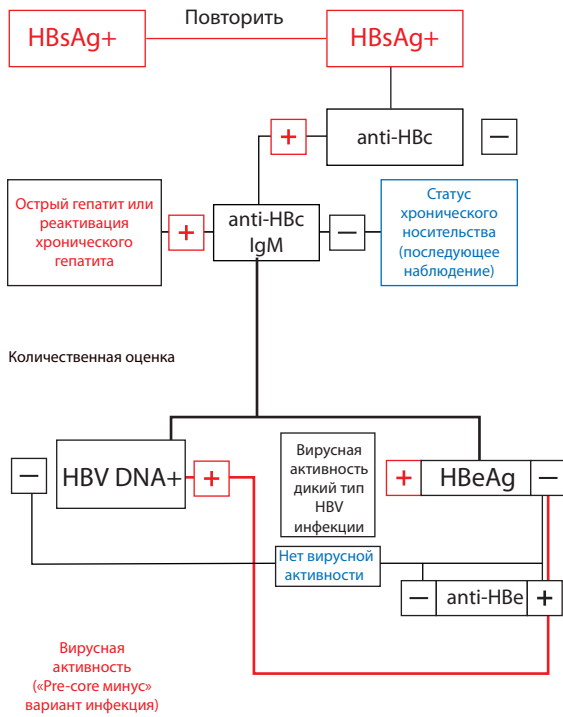 Повторить
HBsAg+
HBsAg+
+
anti-HBc
—
Острый гепатит или
реактивация
хронического
гепатита
+
anti-HBc
IgM
—
Статус
хронического
носительства
(последующее
наблюдение)
Количественная оценка
—
HBV DNA+
+
Вирусная
активность
дикий тип
HBV
инфекции
+
HBeAg
—
Нет вирусной
активности
—
anti-HBe
+
Вирусная
активность
(«Pre-core минус»
вариант инфекция)